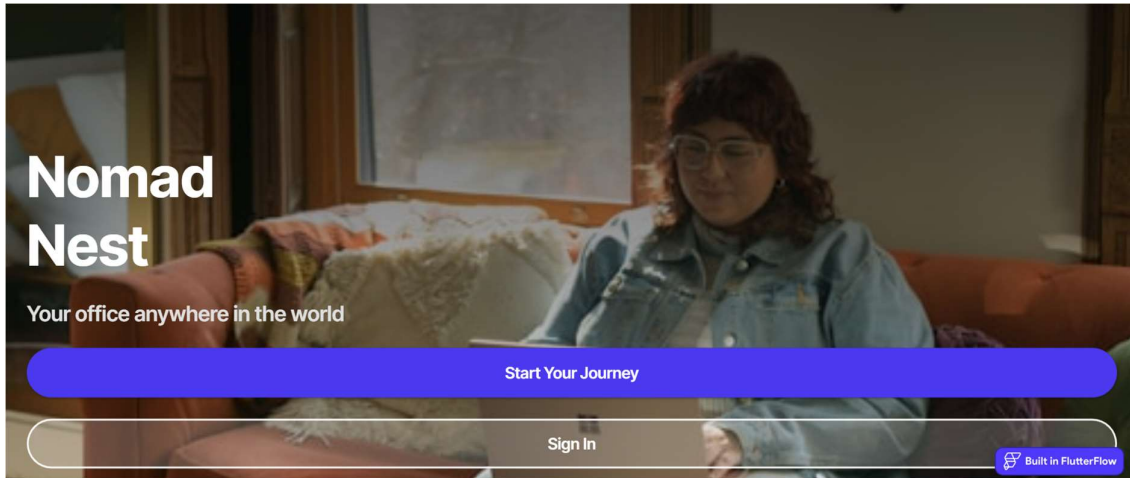 Nomad
Nest
Your office anywhere in the world
Start Your Journey
Sign In
Built in FlutterFlow